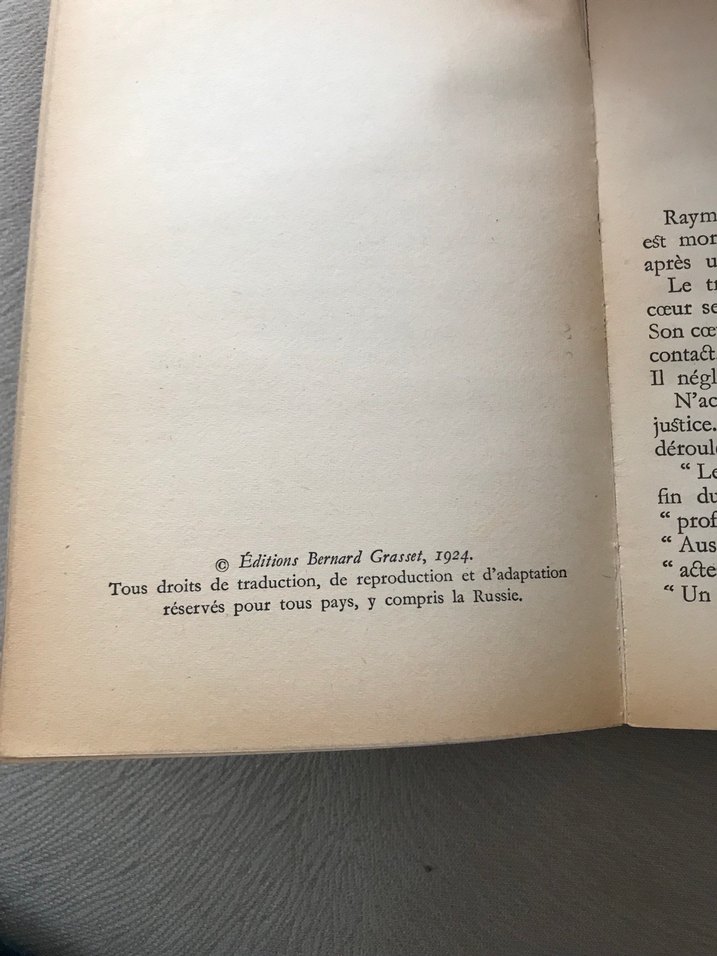 © Éditions Bernard Grasset, 1924.
Tous droits de traduction, de reproduction et d'adaptation
réservés pour tous pays, y compris la Russie.
Raym
est mor
après u
Le tr
cœur se
Son cœu
contact.
Il négl
N'ac
justice.
déroule
“ Le
fin du
“ prof
“ Aus
“ acte
“ Un